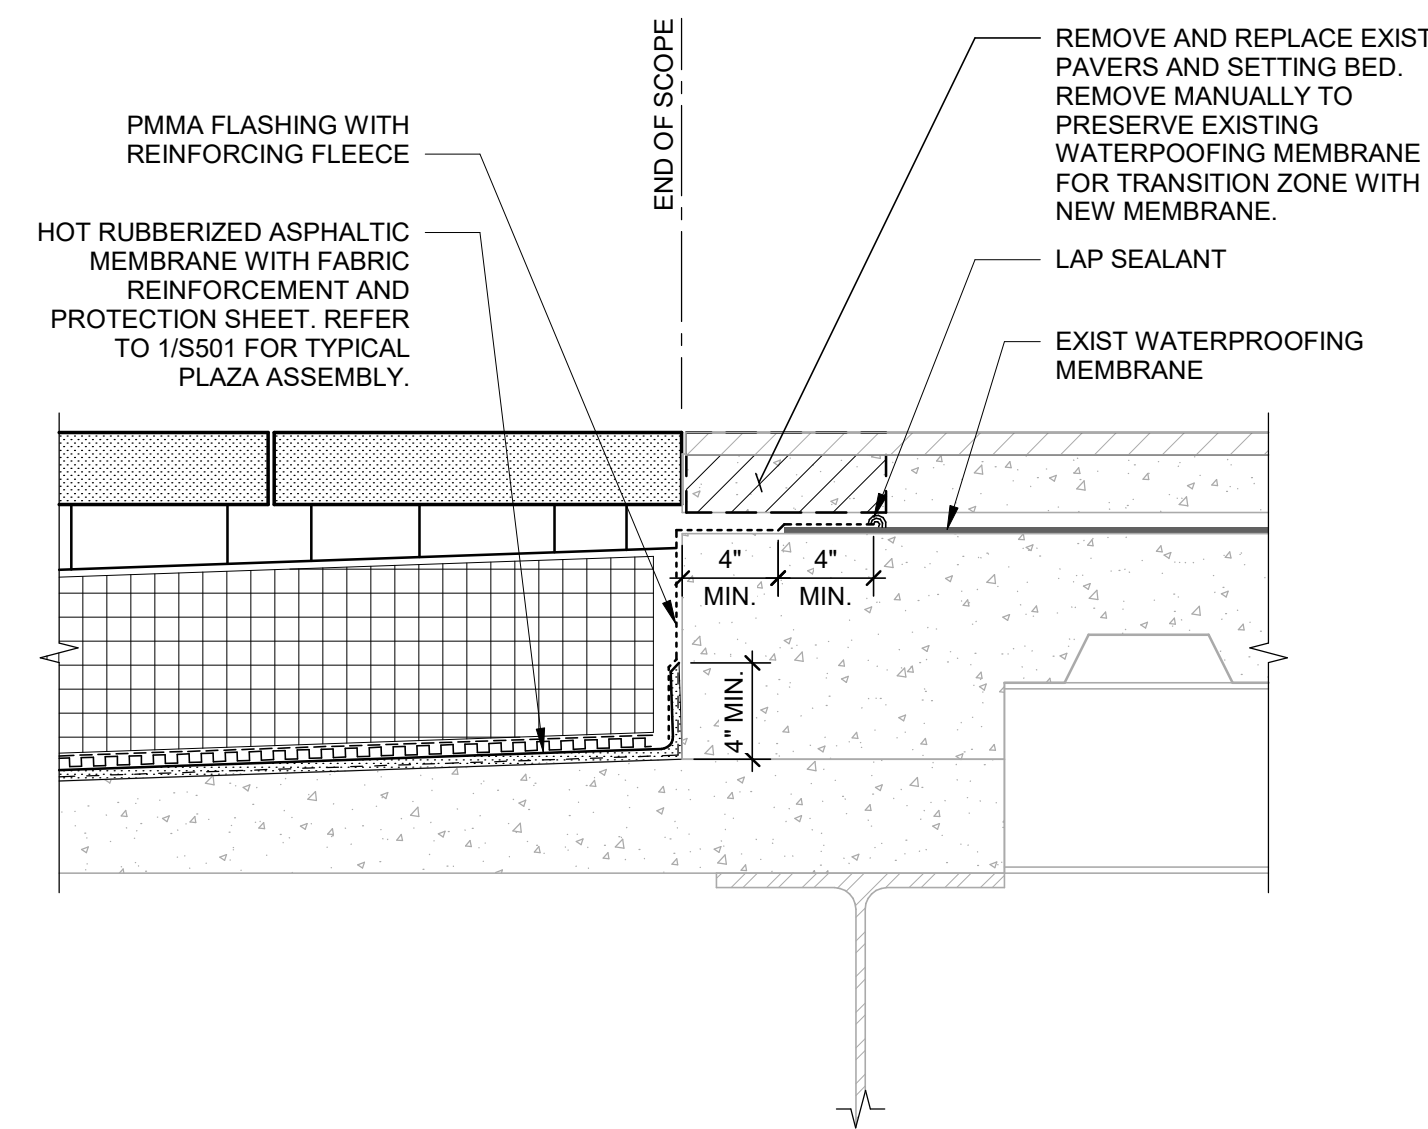 END OF SCOPE
REMOVE AND REPLACE EXIST
PAVERS AND SETTING BED.
REMOVE MANUALLY TO
PRESERVE EXISTING
WATERPOOFING MEMBRANE
FOR TRANSITION ZONE WITH
NEW MEMBRANE.
PMMA FLASHING WITH
REINFORCING FLEECE
HOT RUBBERIZED ASPHALTIC
MEMBRANE WITH FABRIC
REINFORCEMENT AND
PROTECTION SHEET. REFER
TO 1/S501 FOR TYPICAL
PLAZA ASSEMBLY.
LAP SEALANT
EXIST WATERPROOFING
MEMBRANE
4"
MIN.
4"
MIN.
4" MIN.